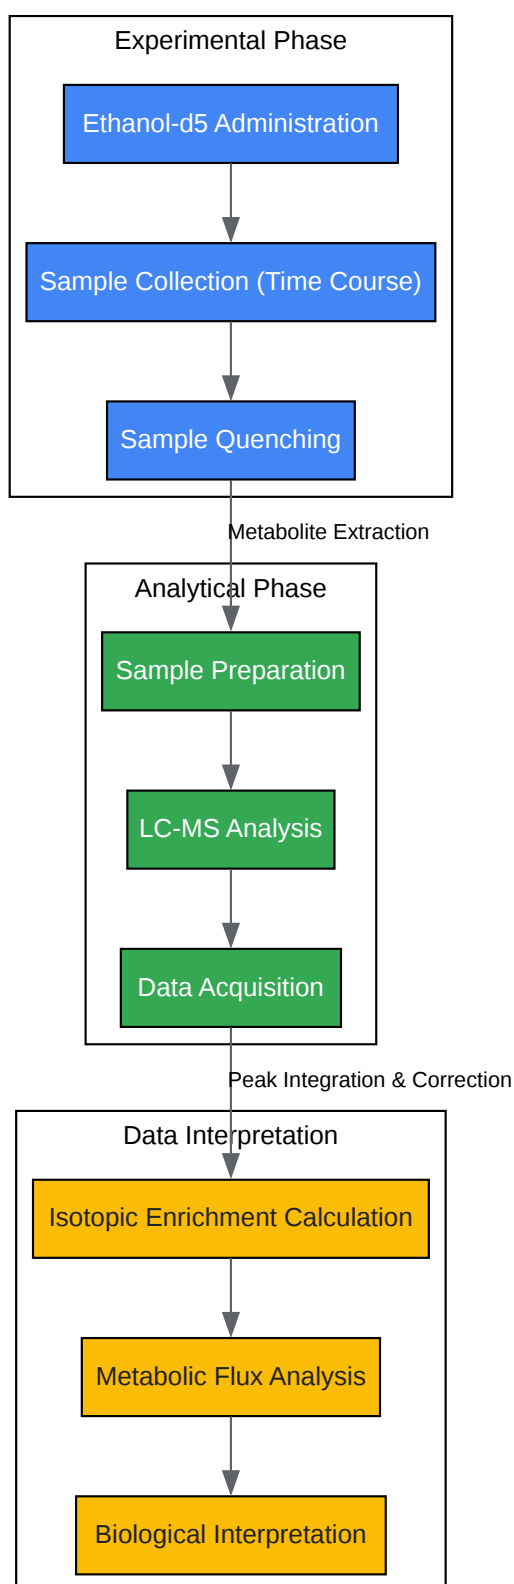 Experimental Phase
Ethanol-d5 Administration
Sample Collection (Time Course)
Sample Quenching
Metabolite Extraction
Analytical Phase
Sample Preparation
LC-MS Analysis
Data Acquisition
Peak Integration & Correction
Data Interpretation
Isotopic Enrichment Calculation
Metabolic Flux Analysis
Biological Interpretation